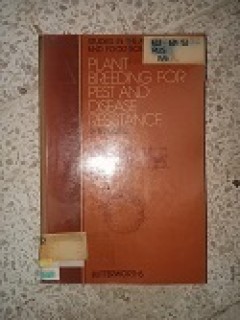 STUDIES IN THE
AND FOOD SC
PLANT
BREEDING FOR
PEST AND
DISEASE
RESISTANCE
BUTTERWORTHS